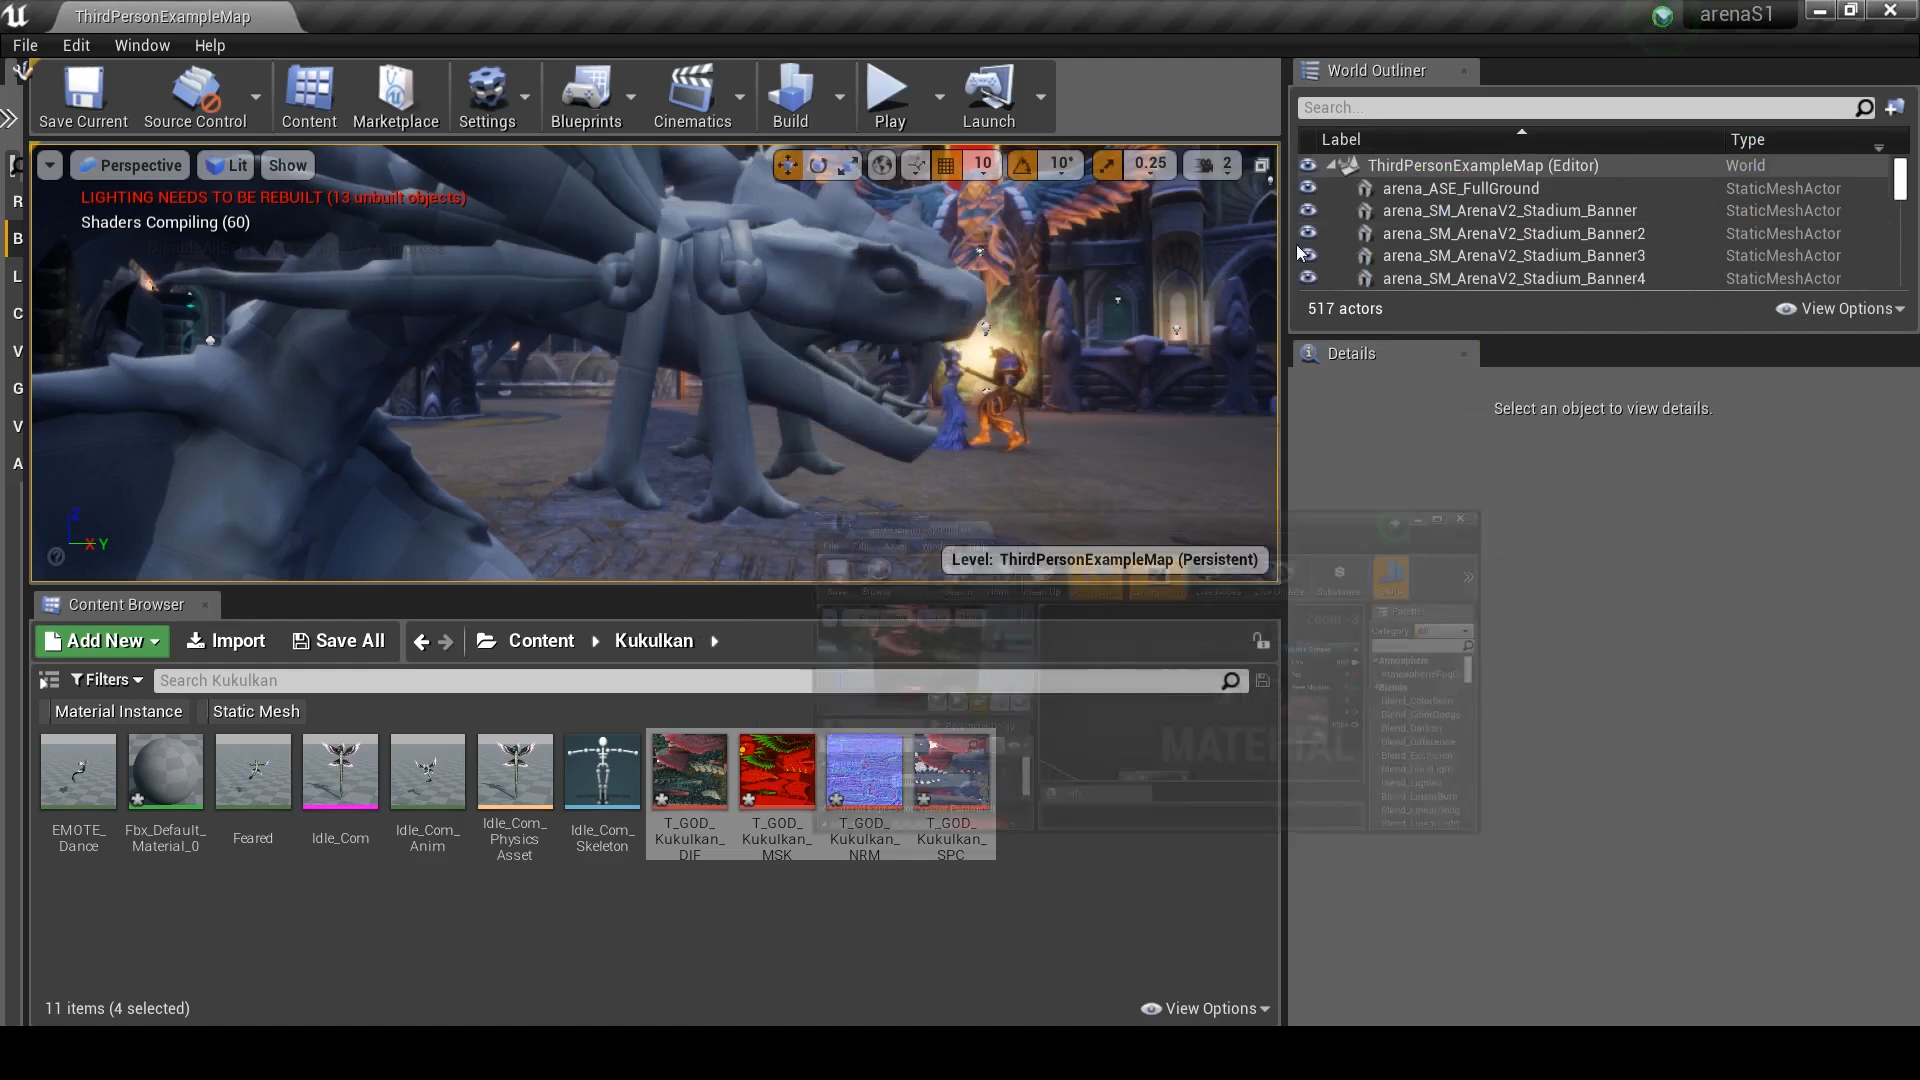 ThirdPersonExampleMap
arenaS1
File Edit Window Help
Save Current
Source Control
Content
Marketplace
Settings
Blueprints
Cinematics
Build
Play
Launch
World Outliner
Search...
Label
Type
Perspective
Lit
Show
10
10°
0.25
2
LIGHTING NEEDS TO BE REBUILT (13 unbuilt objects)
Shaders Compiling (60)
ThirdPersonExampleMap (Editor) World
arena_ASE_FullGround StaticMeshActor
arena_SM_ArenaV2_Stadium_Banner StaticMeshActor
arena_SM_ArenaV2_Stadium_Banner2 StaticMeshActor
arena_SM_ArenaV2_Stadium_Banner3 StaticMeshActor
arena_SM_ArenaV2_Stadium_Banner4 StaticMeshActor
517 actors
View Options
Details
Select an object to view details.
R
B
L
C
V
G
V
A
Z
X Y
Level: ThirdPersonExampleMap (Persistent)
Content Browser
Add New
Import
Save All
Content
Kukulkan
Filters
Search Kukulkan
Material Instance
Static Mesh
MATERIAL
EMOTE_
Dance
Fbx_Default_
Material_0
Feared
Idle_Com
Idle_Com_
Anim
Idle_Com_
Physics
Asset
Idle_Com_
Skeleton
T_GOD_
Kukulkan_
DIF
T_GOD_
Kukulkan_
MSK
T_GOD_
Kukulkan_
NRM
T_GOD_
Kukulkan_
SPC
11 items (4 selected)
View Options